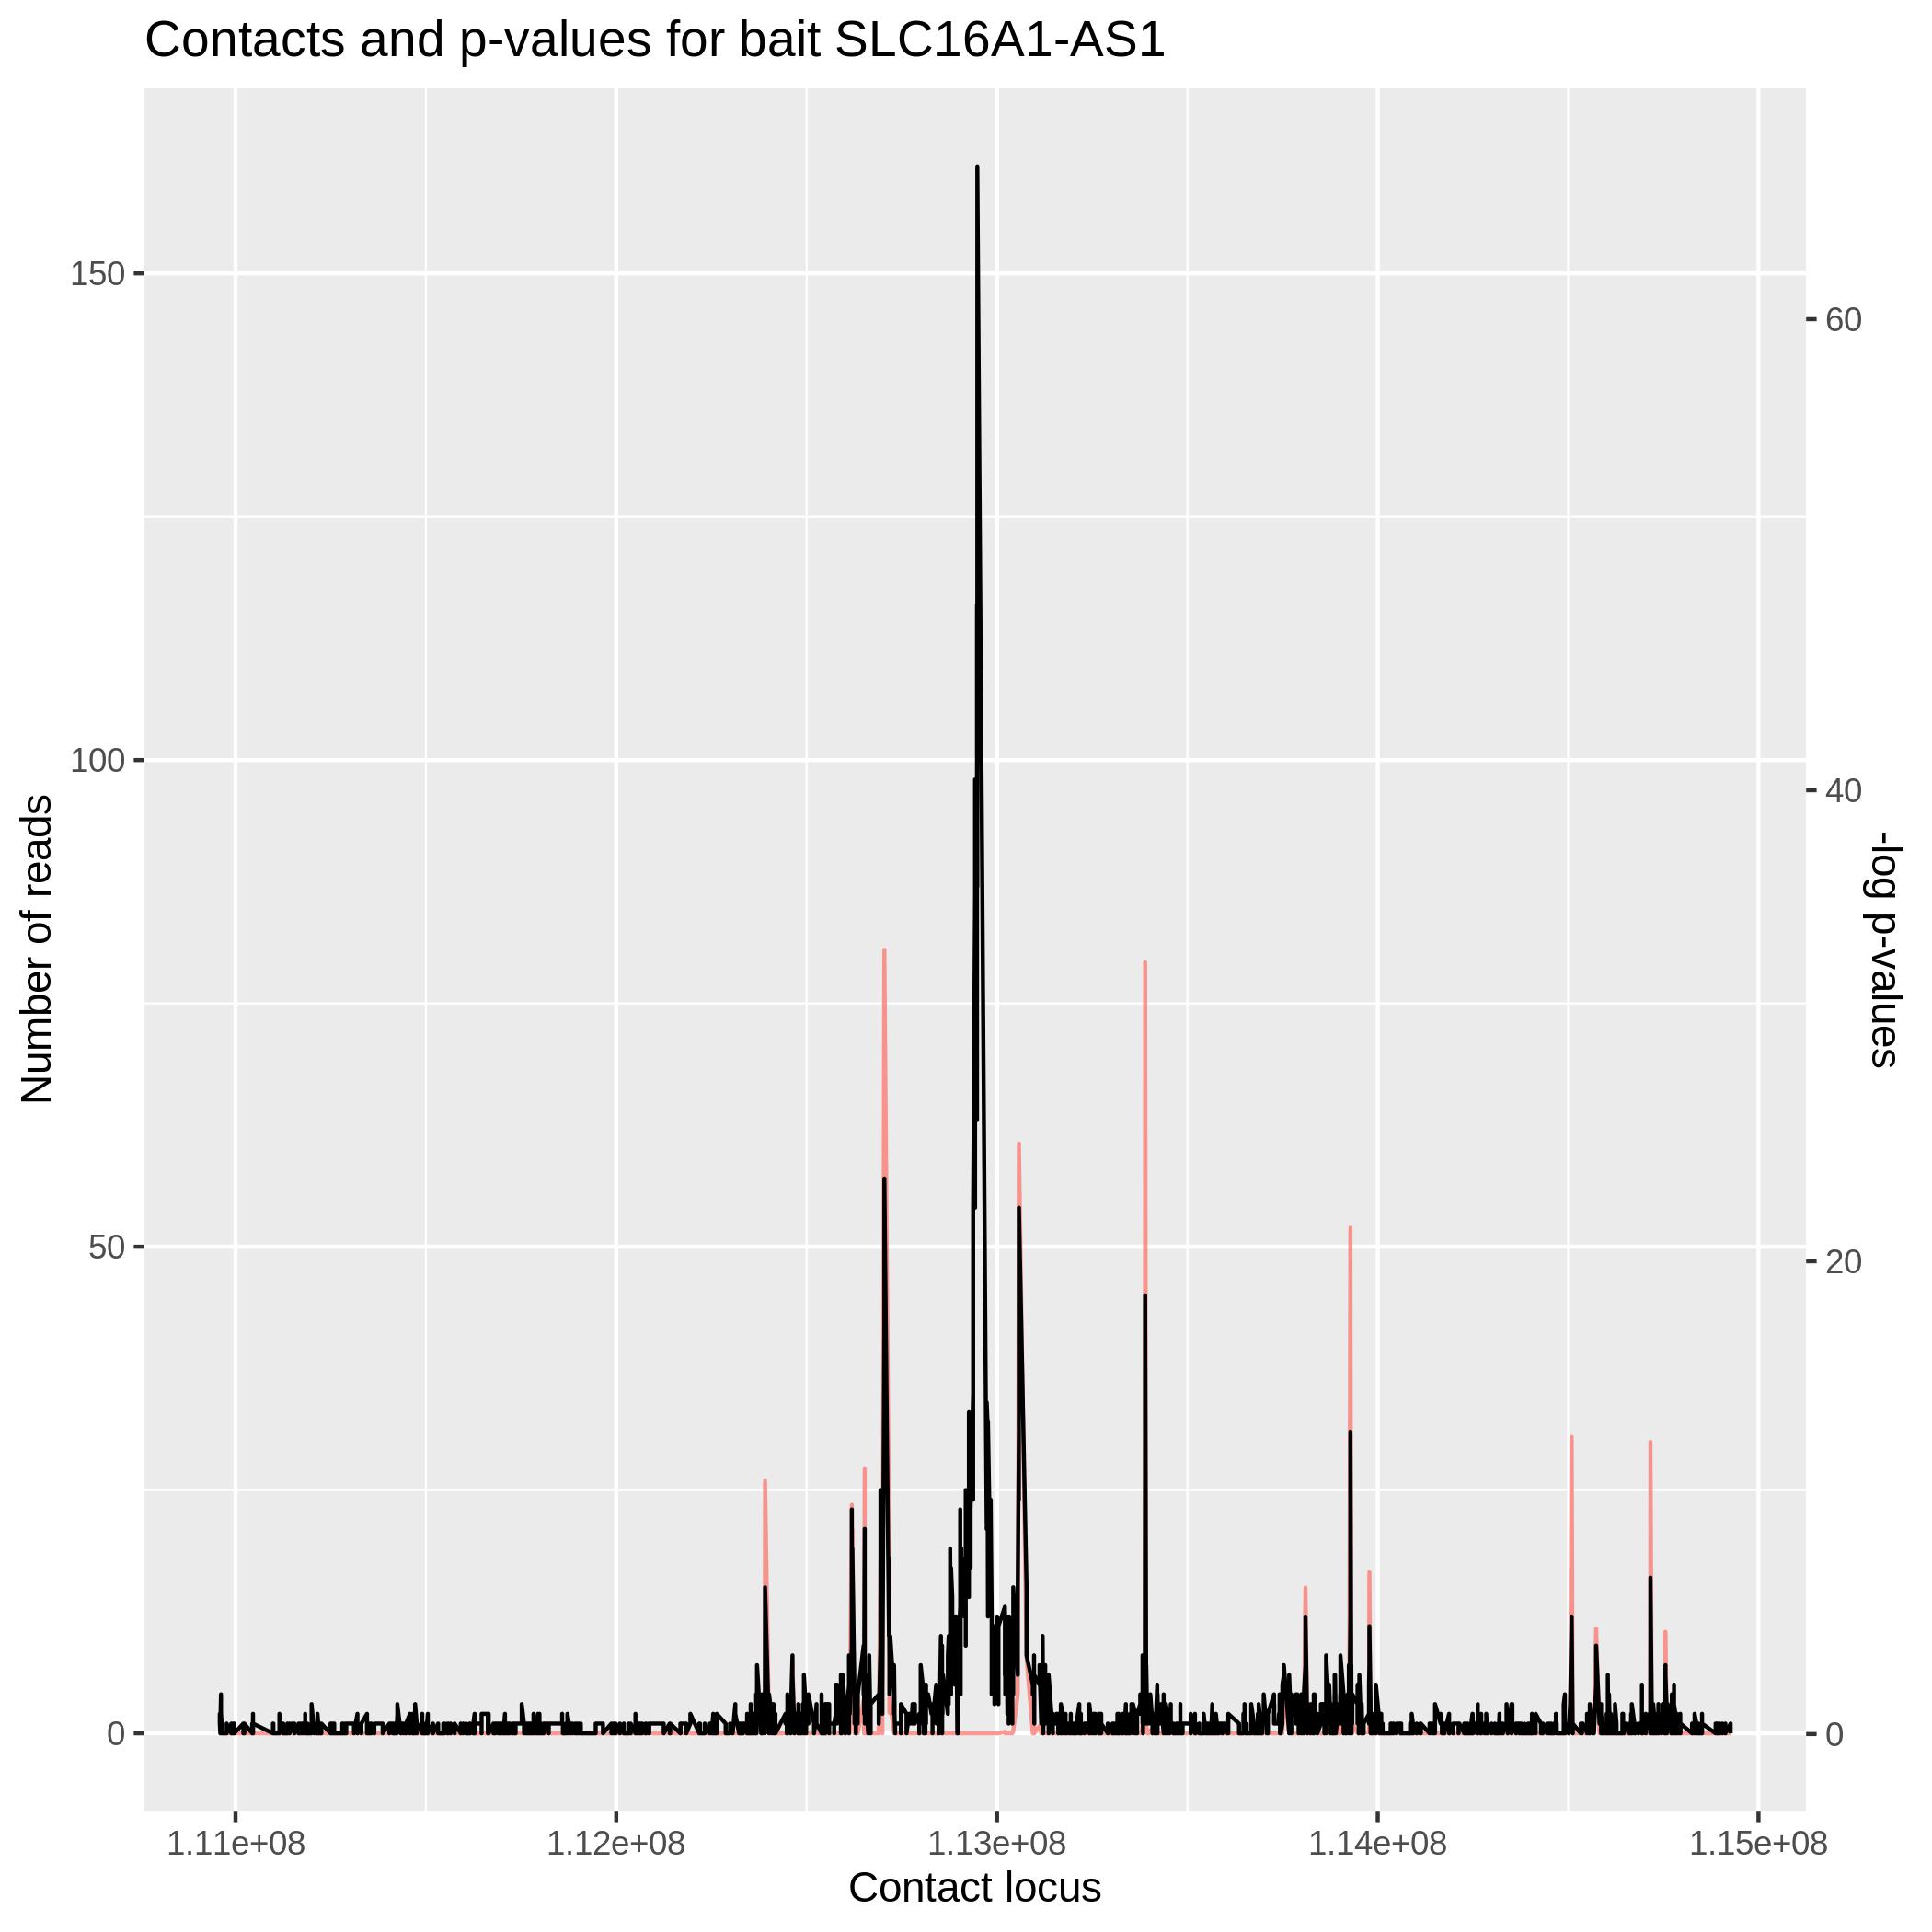 Contacts and p-values for bait SLC16A1-AS1
150
100
50
0
Number of reads
60
40
20
0
-log p-values
1.11e+08
1.12e+08
1.13e+08
1.14e+08
1.15e+08
Contact locus